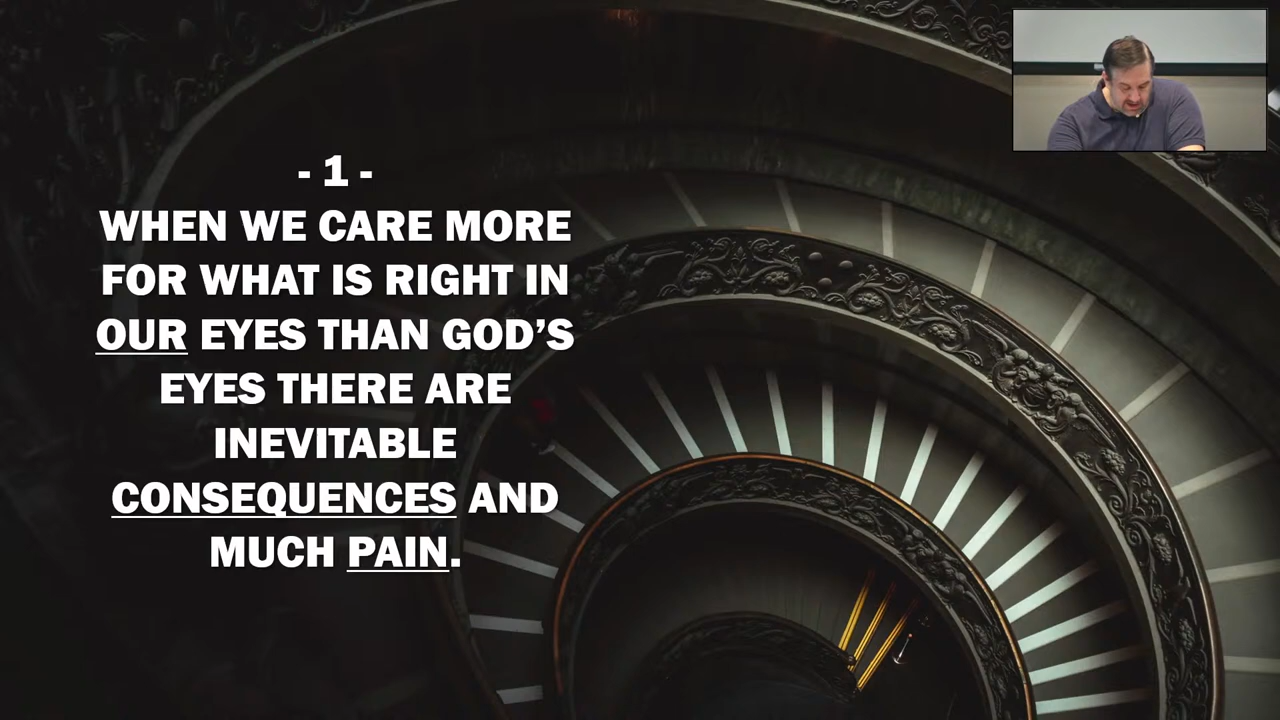 - 1 -
WHEN WE CARE MORE
FOR WHAT IS RIGHT IN
OUR EYES THAN GOD’S
EYES THERE ARE
INEVITABLE
CONSEQUENCES AND
MUCH PAIN.